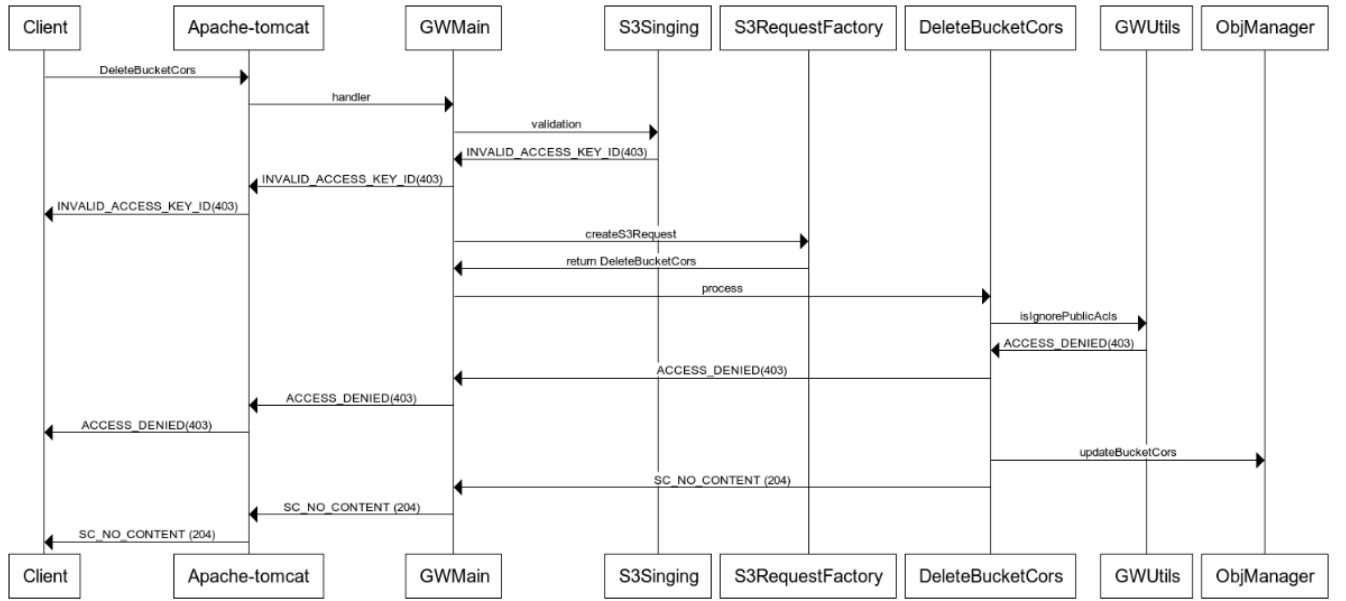 Client Apache-tomcat GWMain S3Singing S3RequestFactory DeleteBucketCors GWUtils ObjManager
DeleteBucketCors
handler
validation
INVALID_ACCESS_KEY_ID(403)
INVALID_ACCESS_KEY_ID(403)
INVALID_ACCESS_KEY_ID(403)
createS3Request
return DeleteBucketCors
process
isIgnorePublicAcls
ACCESS_DENIED(403)
ACCESS_DENIED(403)
ACCESS_DENIED(403)
ACCESS_DENIED(403)
updateBucketCors
SC_NO_CONTENT (204)
SC_NO_CONTENT (204)
SC_NO_CONTENT (204)
Client Apache-tomcat GWMain S3Singing S3RequestFactory DeleteBucketCors GWUtils ObjManager